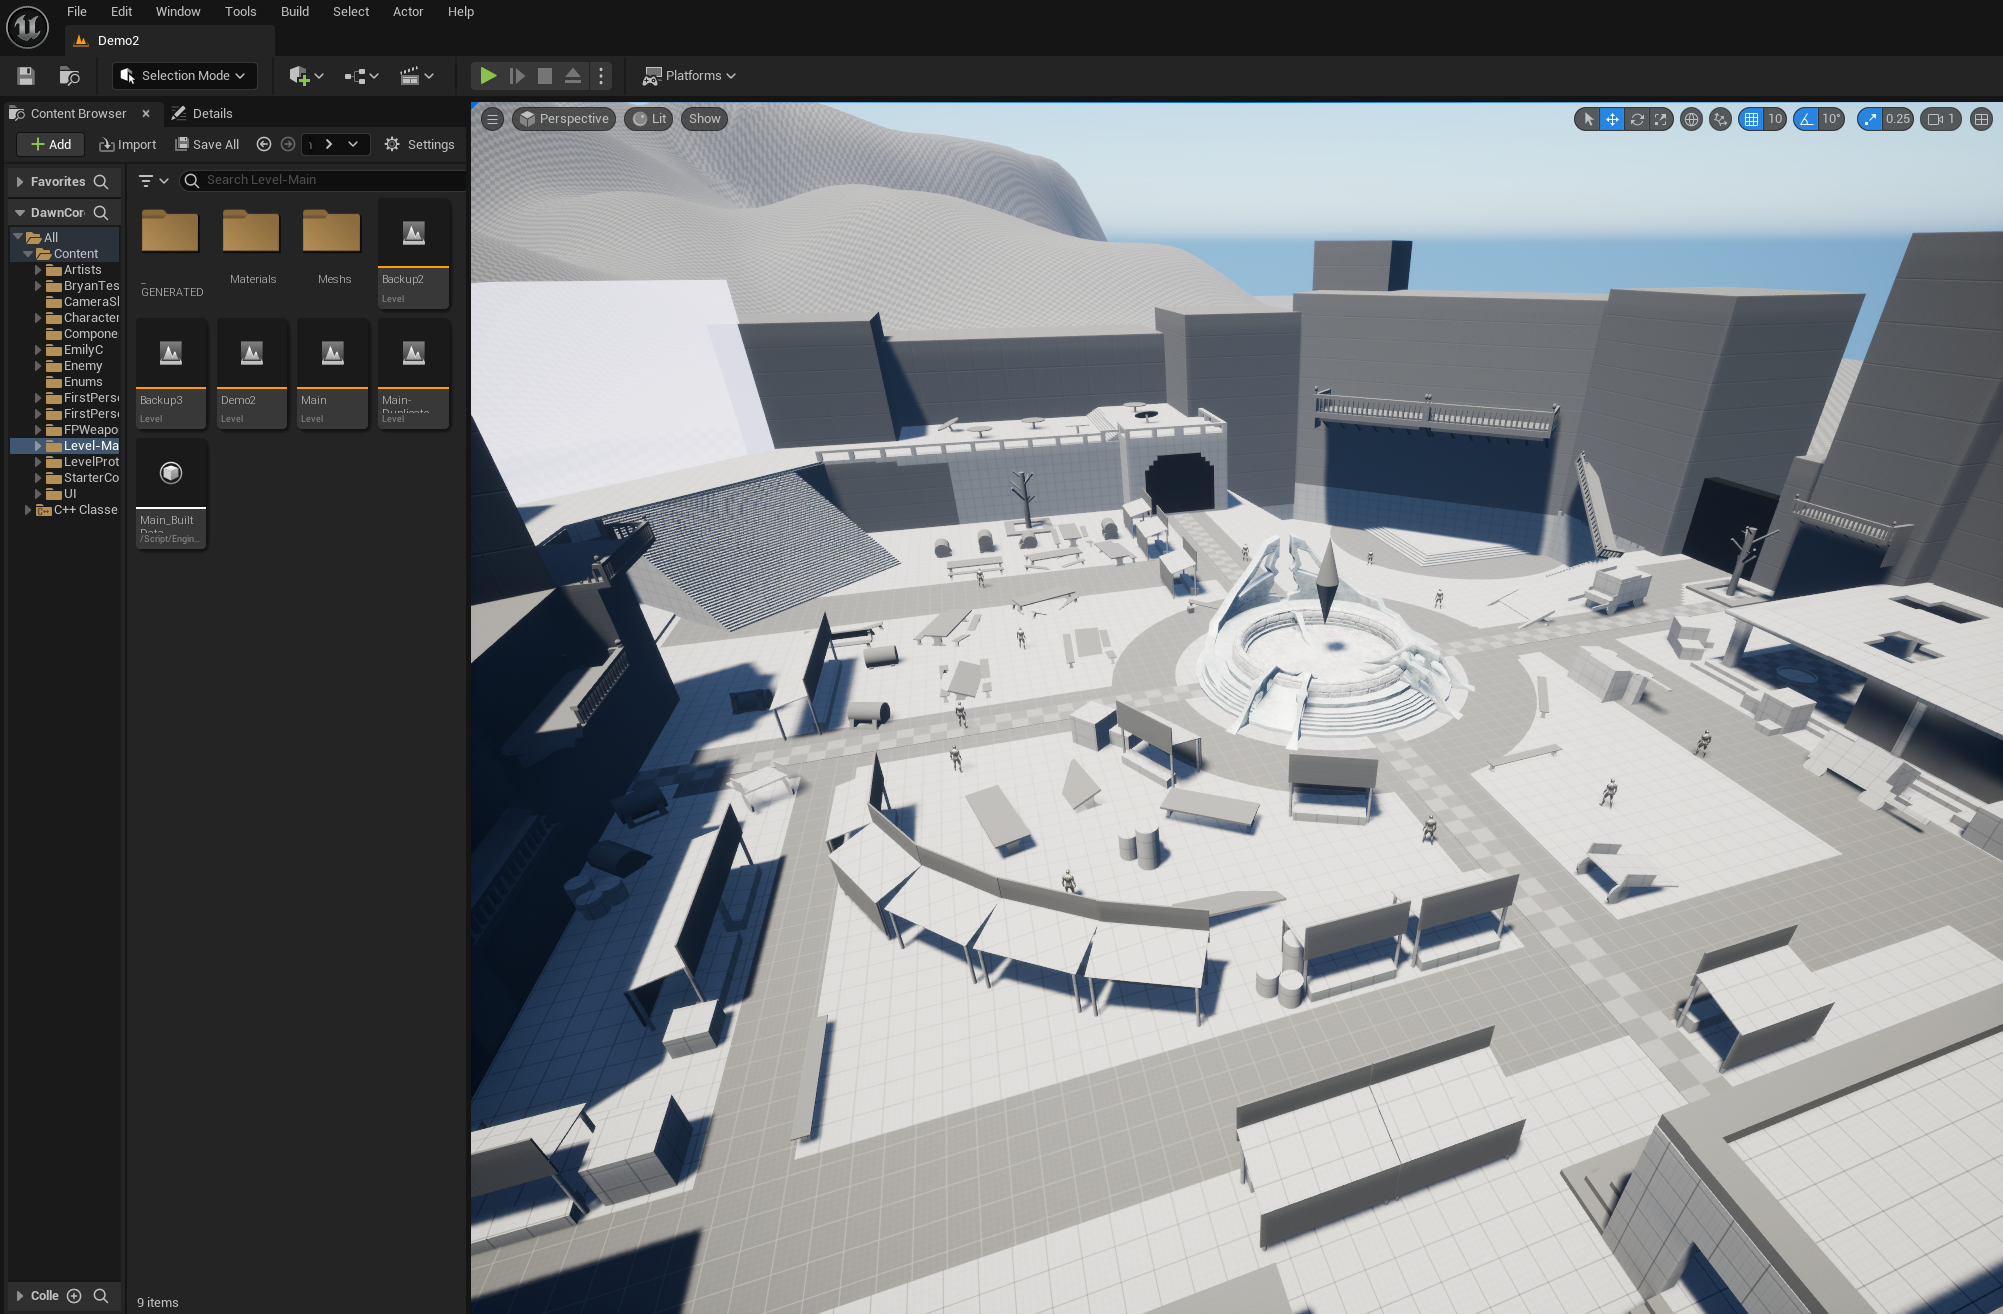 File Edit Window Tools Build Select Actor Help
Demo2
Selection Mode
Platforms
Content Browser
Details
Perspective
Lit
Show
10
10°
0.25
1
Add
Import
Save All
Settings
Favorites
Search Level-Main
DawnCor
All
Content
Artists
BryanTes
CameraSl
Character
Compone
EmilyC
Enemy
Enums
FirstPers
FirstPers
FPWeapo
Level-Ma
LevelProt
StarterCo
UI
C++ Classe
_GENERATED
Materials
Meshs
Backup2
Level
Backup3
Level
Demo2
Level
Main
Level
Main-
Duplicate
Level
Main_Built
Data
/Script/Engin...
Colle
9 items